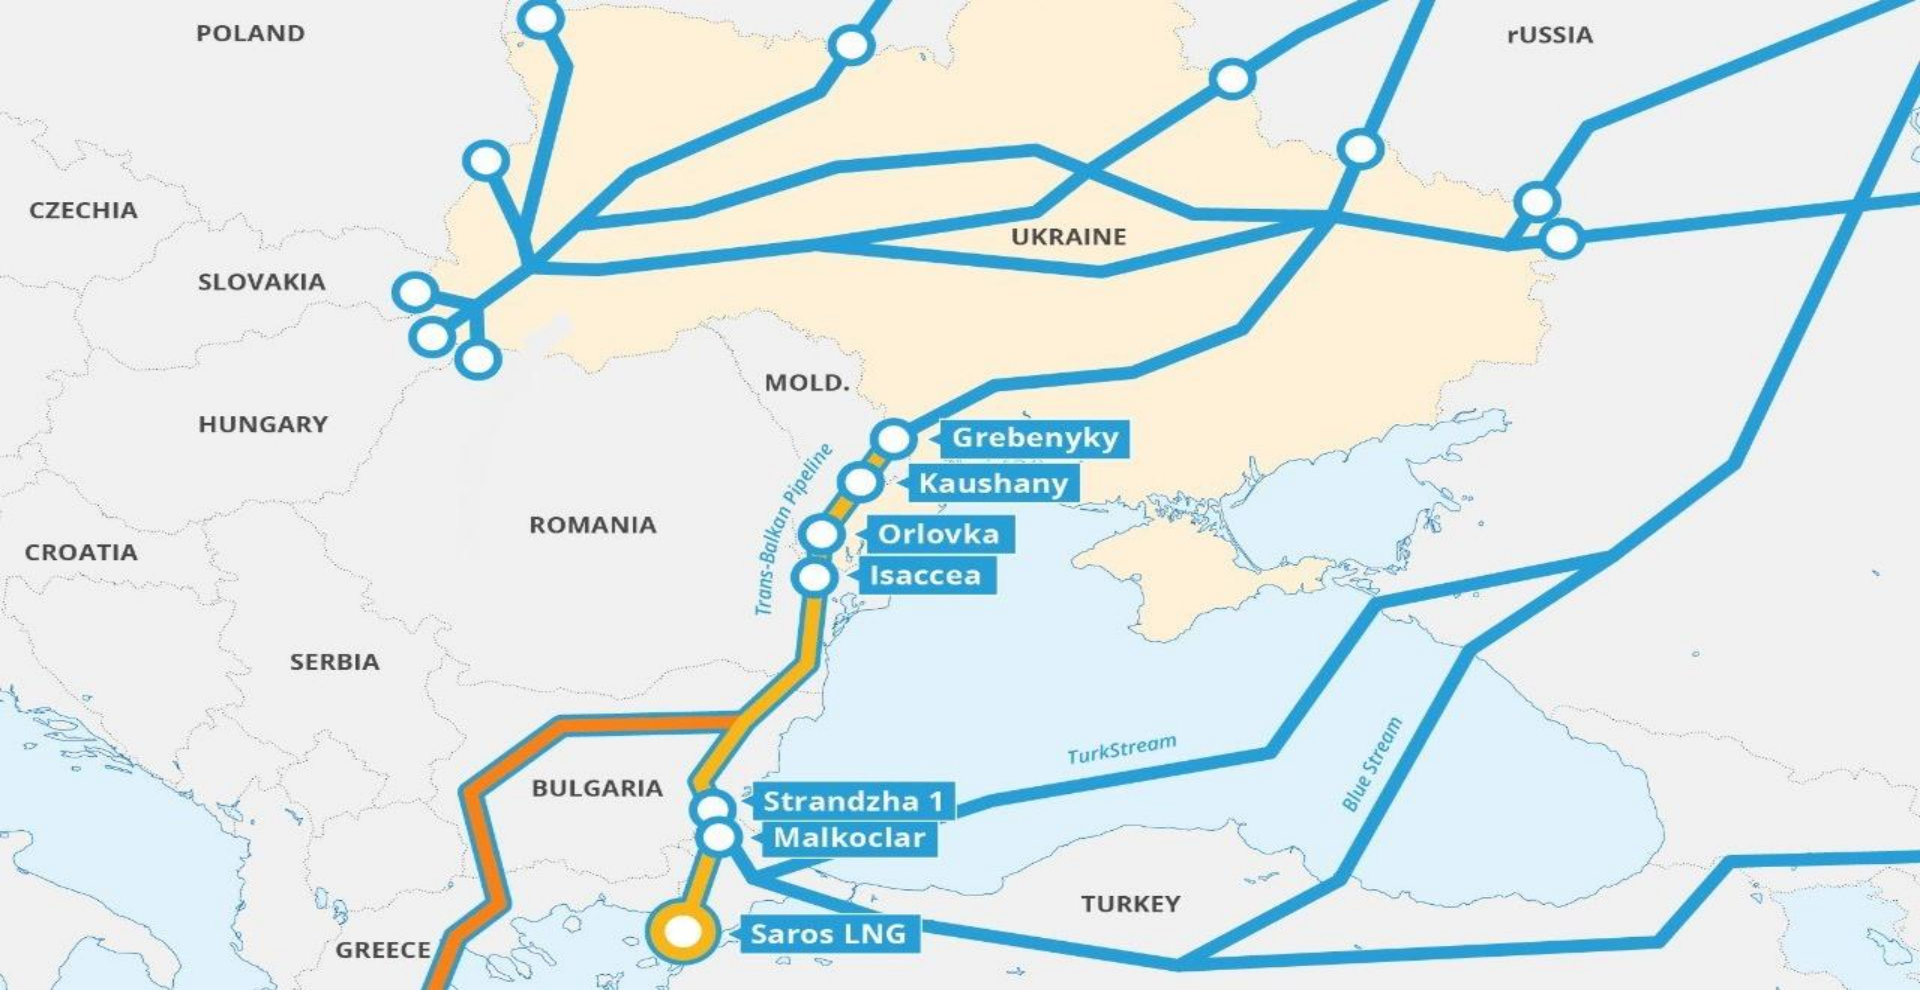 POLAND
rUSSIA
CZECHIA
UKRAINE
SLOVAKIA
MOLD.
HUNGARY
Grebenyky
Kaushany
Trans-Balkan Pipeline
ROMANIA
Orlovka
CROATIA
Isaccea
SERBIA
TurkStream
Blue Stream
BULGARIA
Strandzha 1
Malkoclar
TURKEY
Saros LNG
GREECE